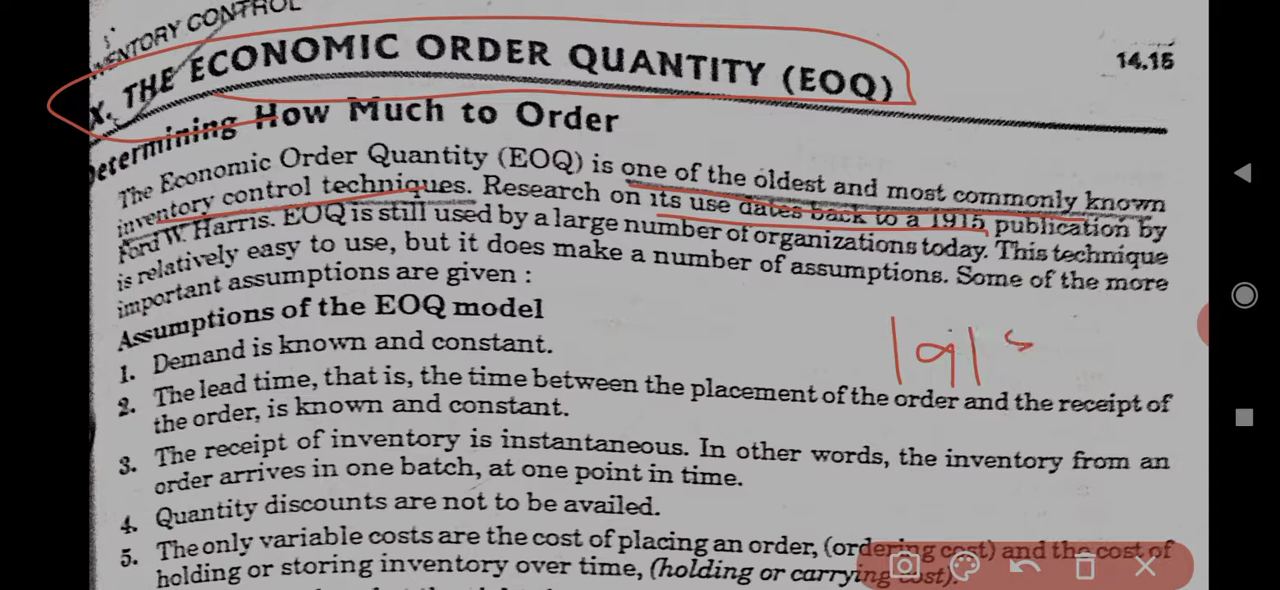 INVENTORY CONTROL
14.15
X. THE ECONOMIC ORDER QUANTITY (EOQ)
Determining How Much to Order
The Economic Order Quantity (EOQ) is one of the oldest and most commonly known
inventory control techniques. Research on its use dates back to a 1915 publication by
Ford W. Harris. EOQ is still used by a large number of organizations today. This technique
is relatively easy to use, but it does make a number of assumptions. Some of the more
important assumptions are given :
Assumptions of the EOQ model
1. Demand is known and constant.
1915
2. The lead time, that is, the time between the placement of the order and the receipt of
the order, is known and constant.
3. The receipt of inventory is instantaneous. In other words, the inventory from an
order arrives in one batch, at one point in time.
4. Quantity discounts are not to be availed.
5. The only variable costs are the cost of placing an order, (ordering cost) and the cost of
holding or storing inventory over time, (holding or carrying cost).